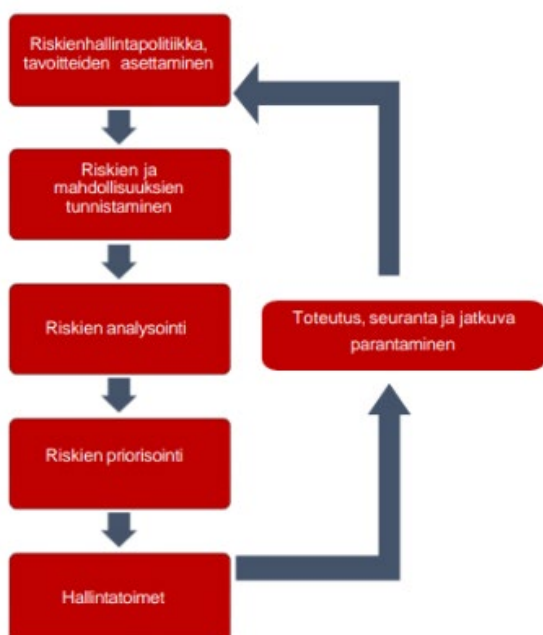 Riskienhallintapolitiikka,
tavoitteiden asettaminen
Riskien ja
mahdollisuuksien
tunnistaminen
Riskien analysointi
Riskien priorisointi
Hallintatoimet
Toteutus, seuranta ja jatkuva
parantaminen